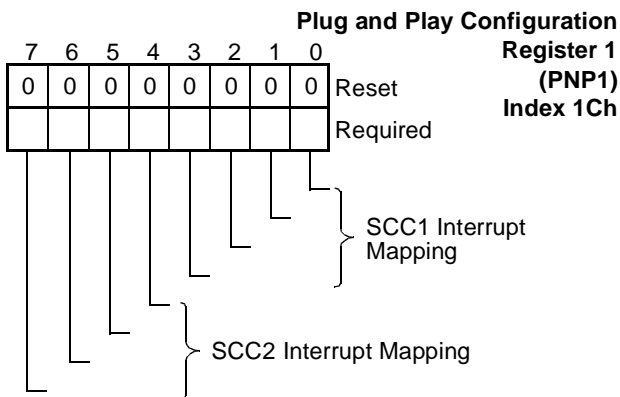 Plug and Play Configuration
Register 1
(PNP1)
Index 1Ch
7 6 5 4 3 2 1 0
0 0 0 0 0 0 0 0 Reset
Required
SCC1 Interrupt
Mapping
SCC2 Interrupt Mapping